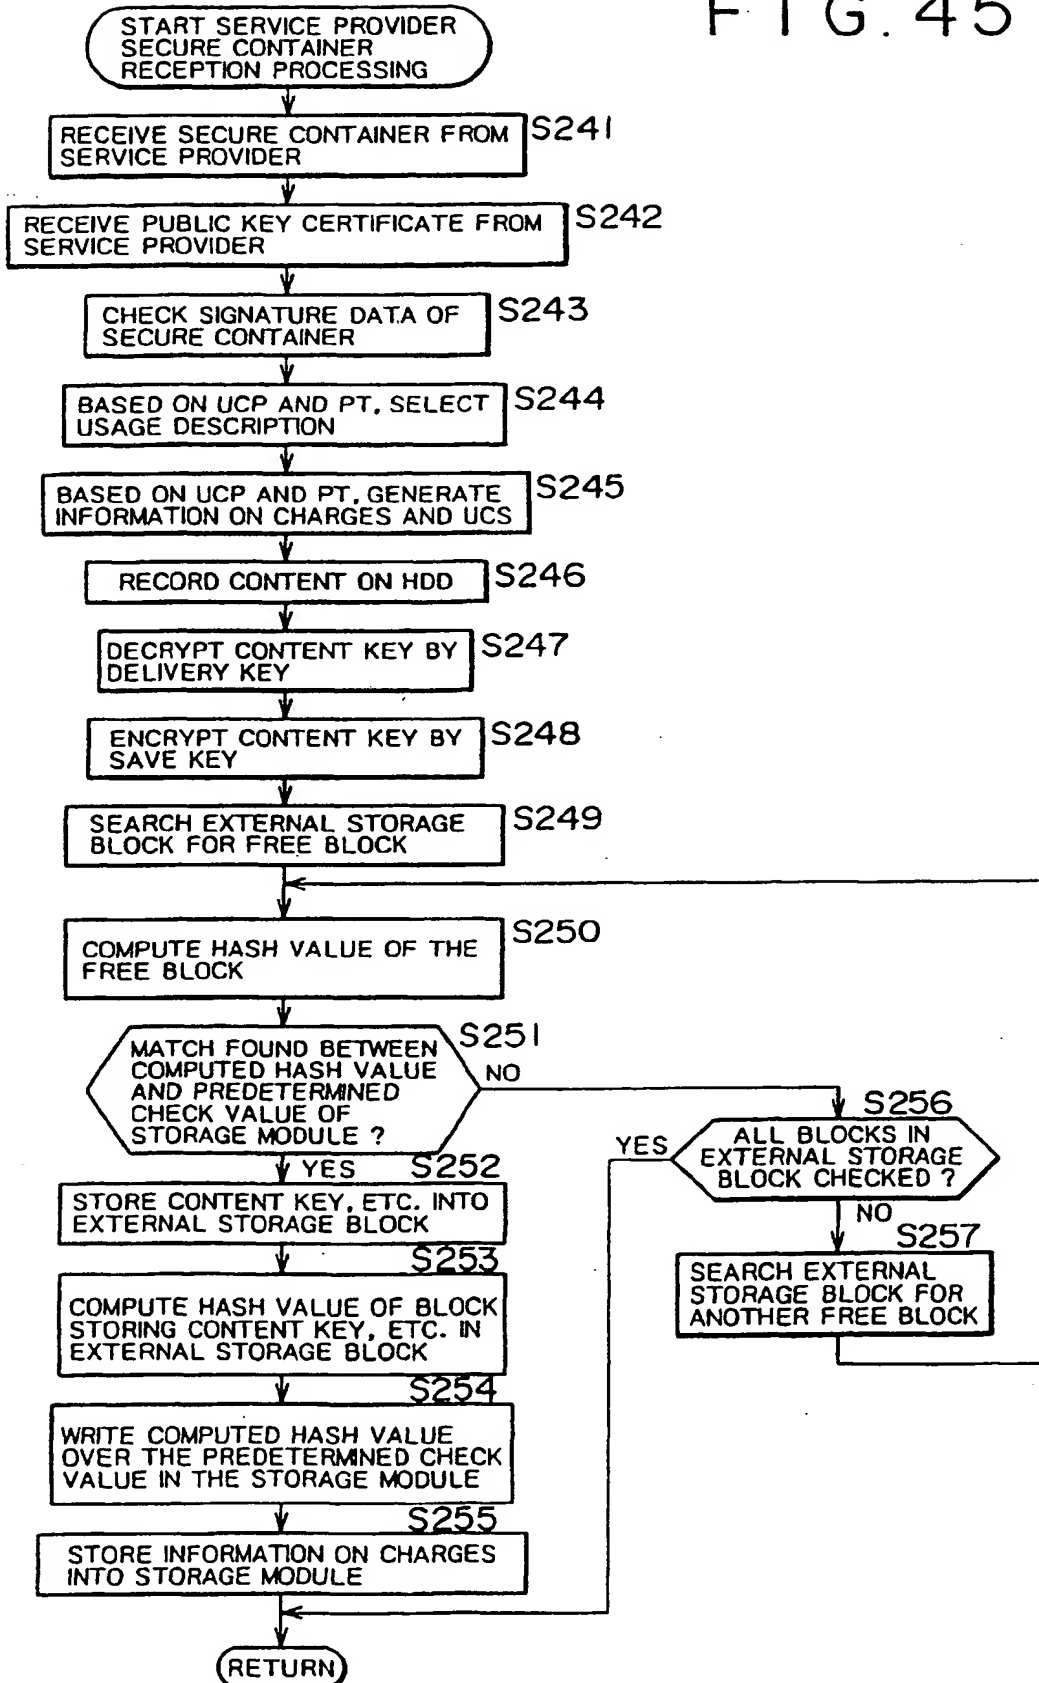 FIG. 45
START SERVICE PROVIDER
SECURE CONTAINER
RECEPTION PROCESSING
RECEIVE SECURE CONTAINER FROM
SERVICE PROVIDER
S241
RECEIVE PUBLIC KEY CERTIFICATE FROM
SERVICE PROVIDER
S242
CHECK SIGNATURE DATA OF
SECURE CONTAINER
S243
BASED ON UCP AND PT, SELECT
USAGE DESCRIPTION
S244
BASED ON UCP AND PT, GENERATE
INFORMATION ON CHARGES AND UCS
S245
RECORD CONTENT ON HDD
S246
DECRYPT CONTENT KEY BY
DELIVERY KEY
S247
ENCRYPT CONTENT KEY BY
SAVE KEY
S248
SEARCH EXTERNAL STORAGE
BLOCK FOR FREE BLOCK
S249
COMPUTE HASH VALUE OF THE
FREE BLOCK
S250
MATCH FOUND BETWEEN
COMPUTED HASH VALUE
AND PREDETERMINED
CHECK VALUE OF
STORAGE MODULE ?
S251
NO
S256
ALL BLOCKS IN
EXTERNAL STORAGE
BLOCK CHECKED ?
YES
NO
S257
SEARCH EXTERNAL
STORAGE BLOCK FOR
ANOTHER FREE BLOCK
YES
S252
STORE CONTENT KEY, ETC. INTO
EXTERNAL STORAGE BLOCK
S253
COMPUTE HASH VALUE OF BLOCK
STORING CONTENT KEY, ETC. IN
EXTERNAL STORAGE BLOCK
S254
WRITE COMPUTED HASH VALUE
OVER THE PREDETERMINED CHECK
VALUE IN THE STORAGE MODULE
S255
STORE INFORMATION ON CHARGES
INTO STORAGE MODULE
RETURN